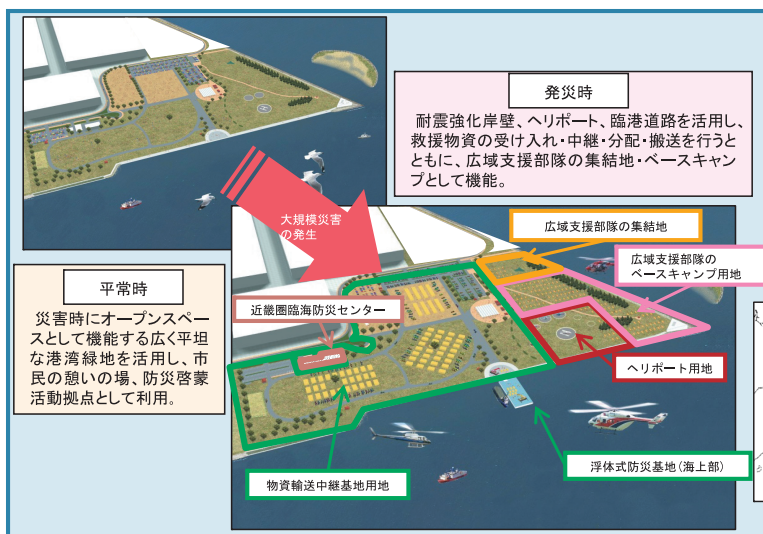 発災時
耐震強化岸壁、ヘリポート、臨港道路を活用し、
救援物資の受け入れ・中継・分配・搬送を行うと
ともに、広域支援部隊の集結地・ベースキャン
プとして機能。
大規模災害
の発生
広域支援部隊の集結地
広域支援部隊の
ベースキャンプ用地
平常時
災害時にオープンスペー
スとして機能する広く平坦
な港湾緑地を活用し、市
民の憩いの場、防災啓蒙
活動拠点として利用。
近畿圏臨海防災センター
ヘリポート用地
物資輸送中継基地用地
浮体式防災基地(海上部)